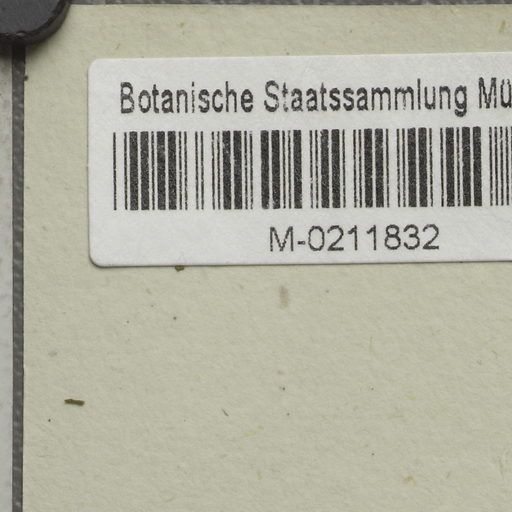 Botanische Staatssammlung Mü
M-0211832